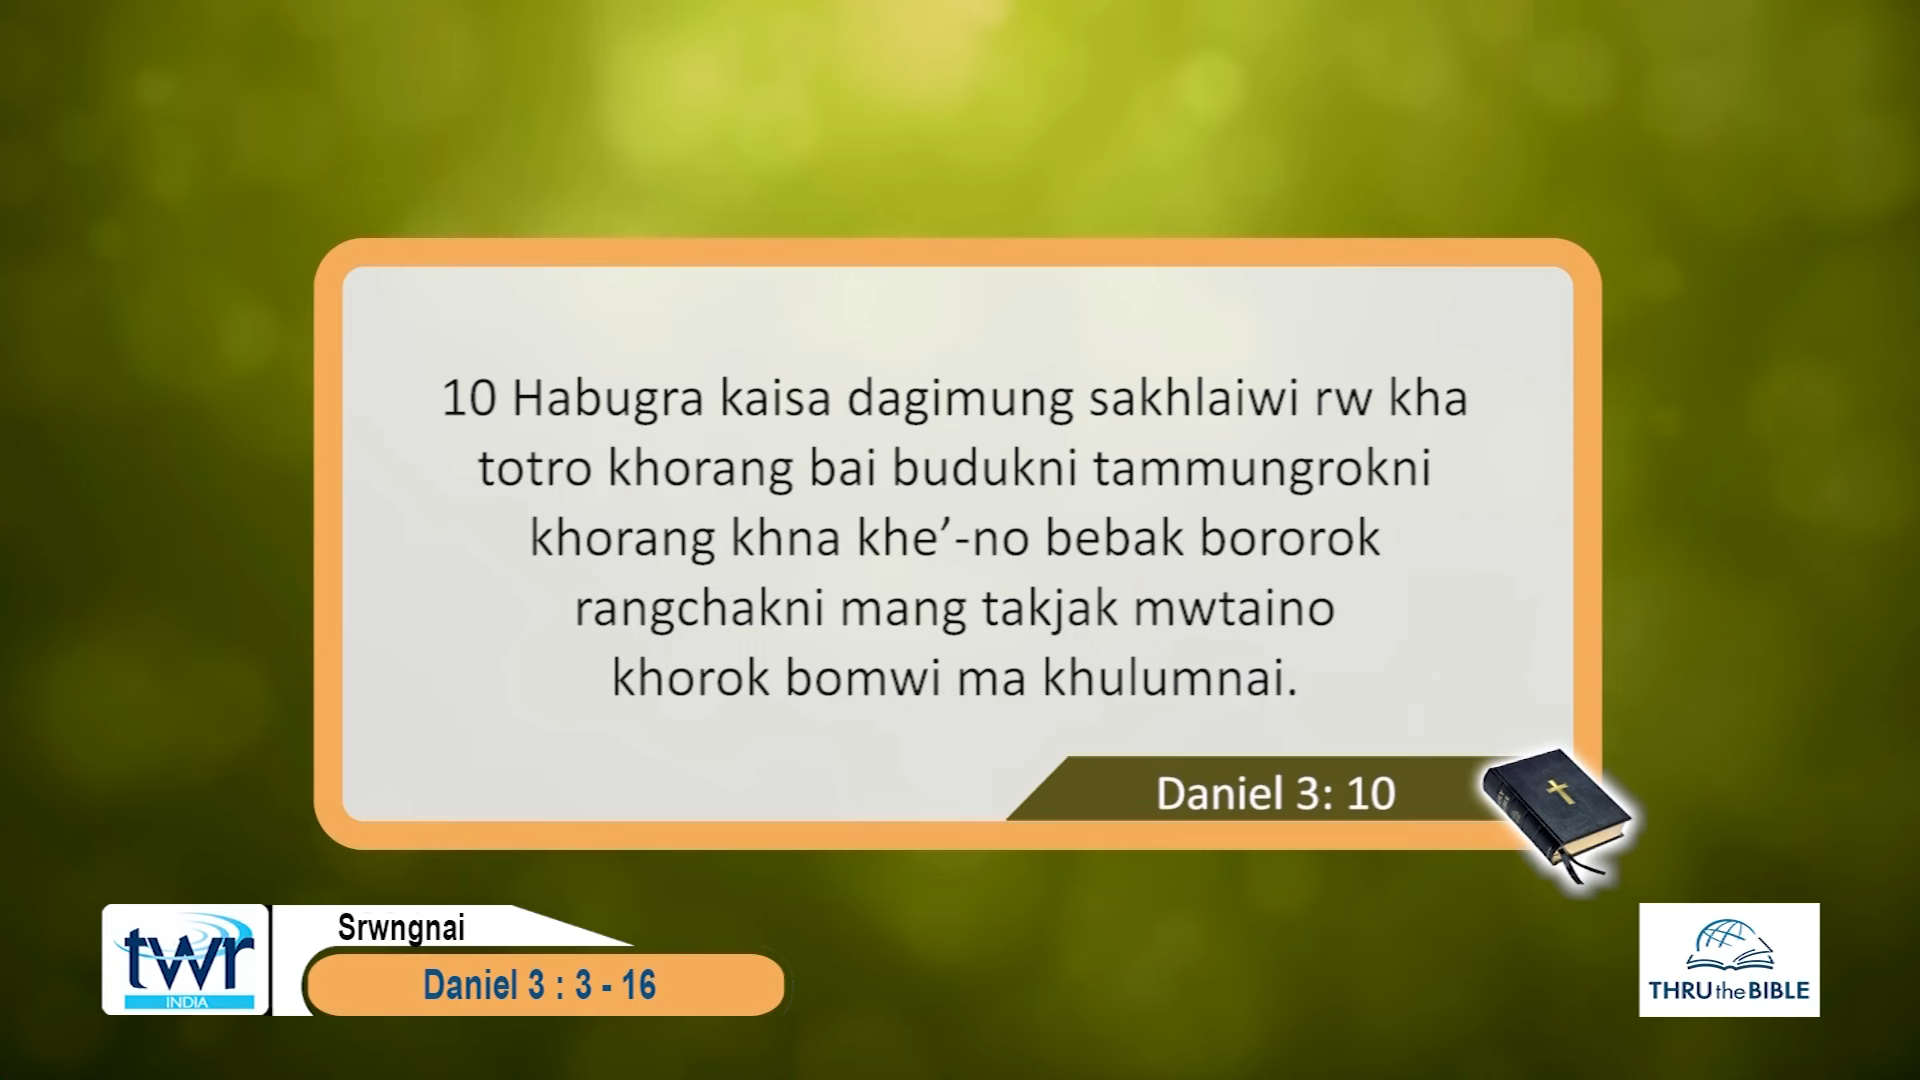 10 Habugra kaisa dagimung sakhlaiwi rw kha
totro khorang bai budukni tammungrokni
khorang khna khe’-no bebak bororok
rangchakni mang takjak mwtaino
khorok bomwi ma khulumnai.
Daniel 3: 10
twr
INDIA
Srwngnai
Daniel 3 : 3 - 16
THRU the BIBLE